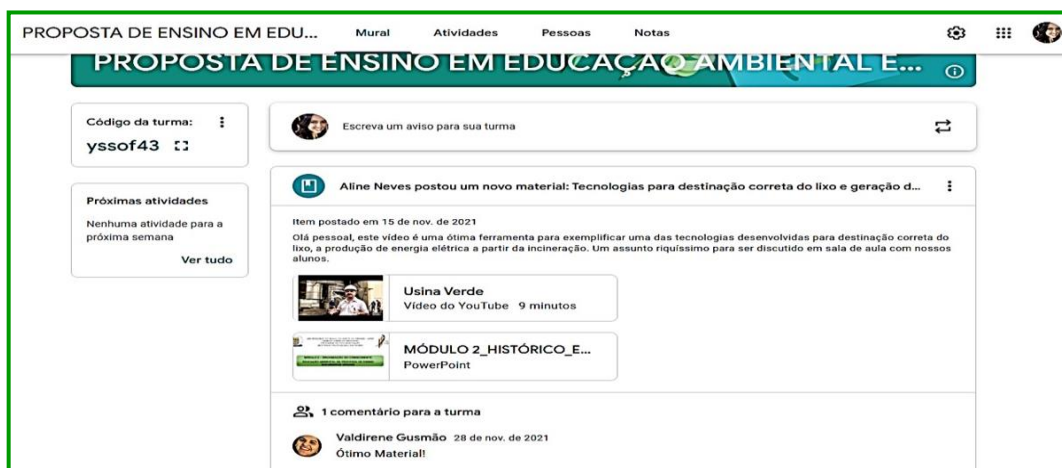 PROPOSTA DE ENSINO EM EDU...
Mural
Atividades
Pessoas
Notas
PROPOSTA DE ENSINO EM EDUCAÇÃO AMBIENTAL E...
Código da turma:
yssof43
Próximas atividades
Nenhuma atividade para a
próxima semana
Ver tudo
Escreva um aviso para sua turma
Aline Neves postou um novo material: Tecnologias para destinação correta do lixo e geração d...
Item postado em 15 de nov. de 2021
Olá pessoal, este vídeo é uma ótima ferramenta para exemplificar uma das tecnologias desenvolvidas para destinação correta do
lixo, a produção de energia elétrica a partir da incineração. Um assunto riquíssimo para ser discutido em sala de aula com nossos
alunos.
Usina Verde
Vídeo do YouTube 9 minutos
MÓDULO 2_HISTÓRICO_E...
PowerPoint
1 comentário para a turma
Valdirene Gusmão 28 de nov. de 2021
Ótimo Material!